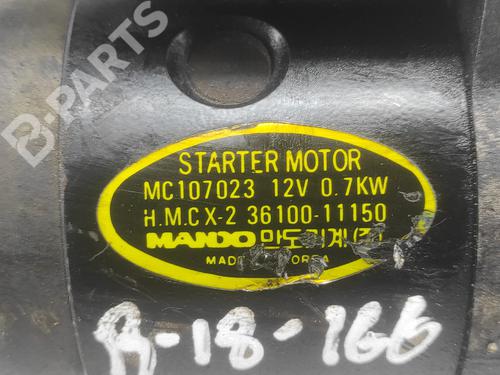 B-PARTS
STARTER MOTOR
MC107023 12V 0.7KW
H.M.C X-2 36100-11150
MANDO 만도기계(주)
MADE KOREA
B-18-166